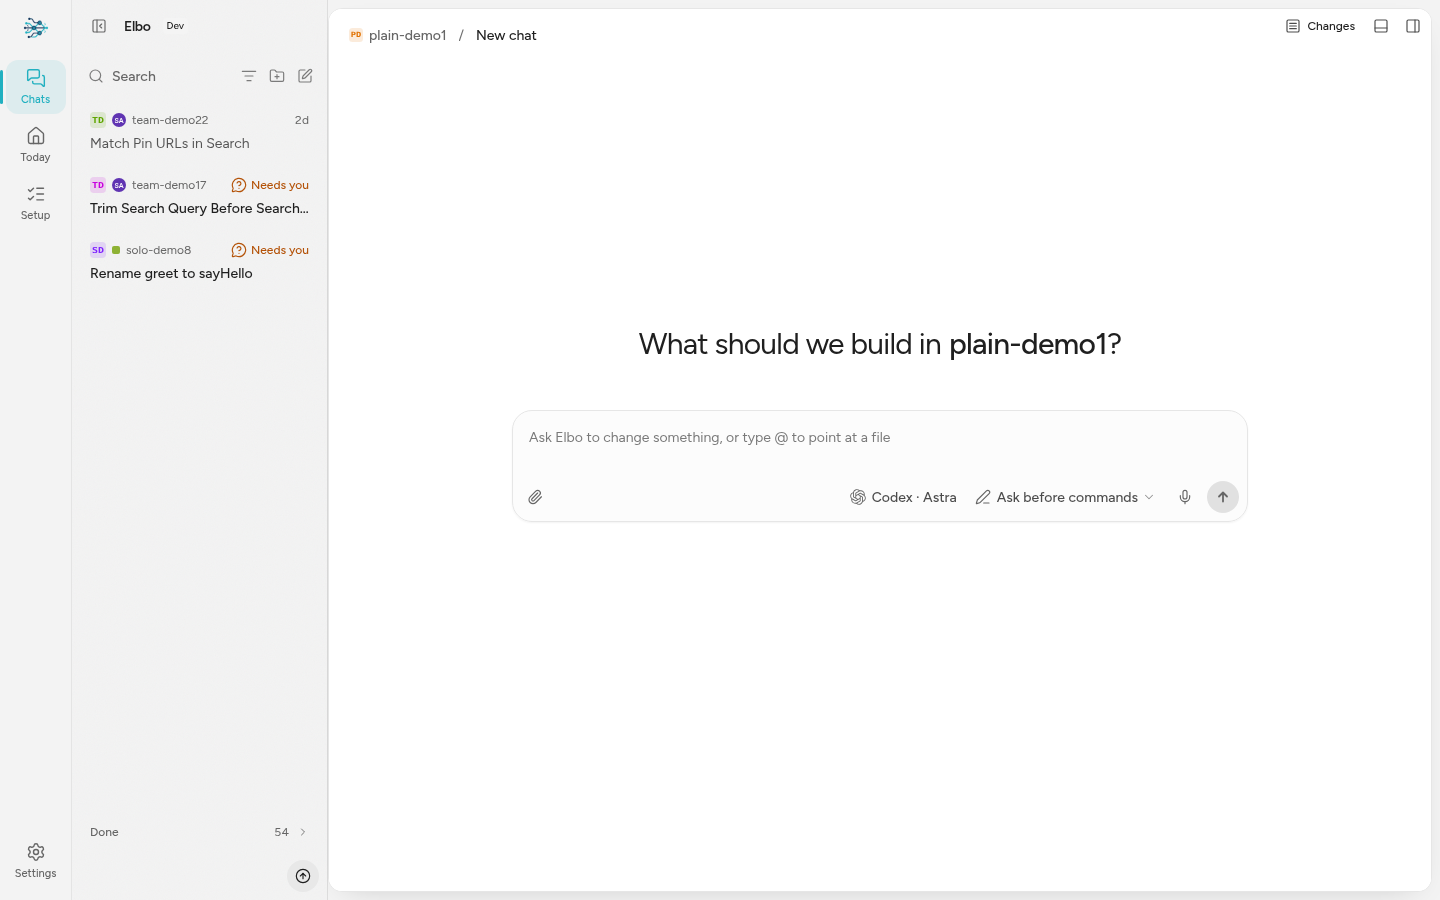 Elbo Dev
Chats
Today
Setup
Settings
Search
TD SA team-demo22 2d
Match Pin URLs in Search
TD SA team-demo17 Needs you
Trim Search Query Before Search...
SD solo-demo8 Needs you
Rename greet to sayHello
Done 54
PD plain-demo1 / New chat
Changes
What should we build in plain-demo1?
Ask Elbo to change something, or type @ to point at a file
Codex · Astra Ask before commands